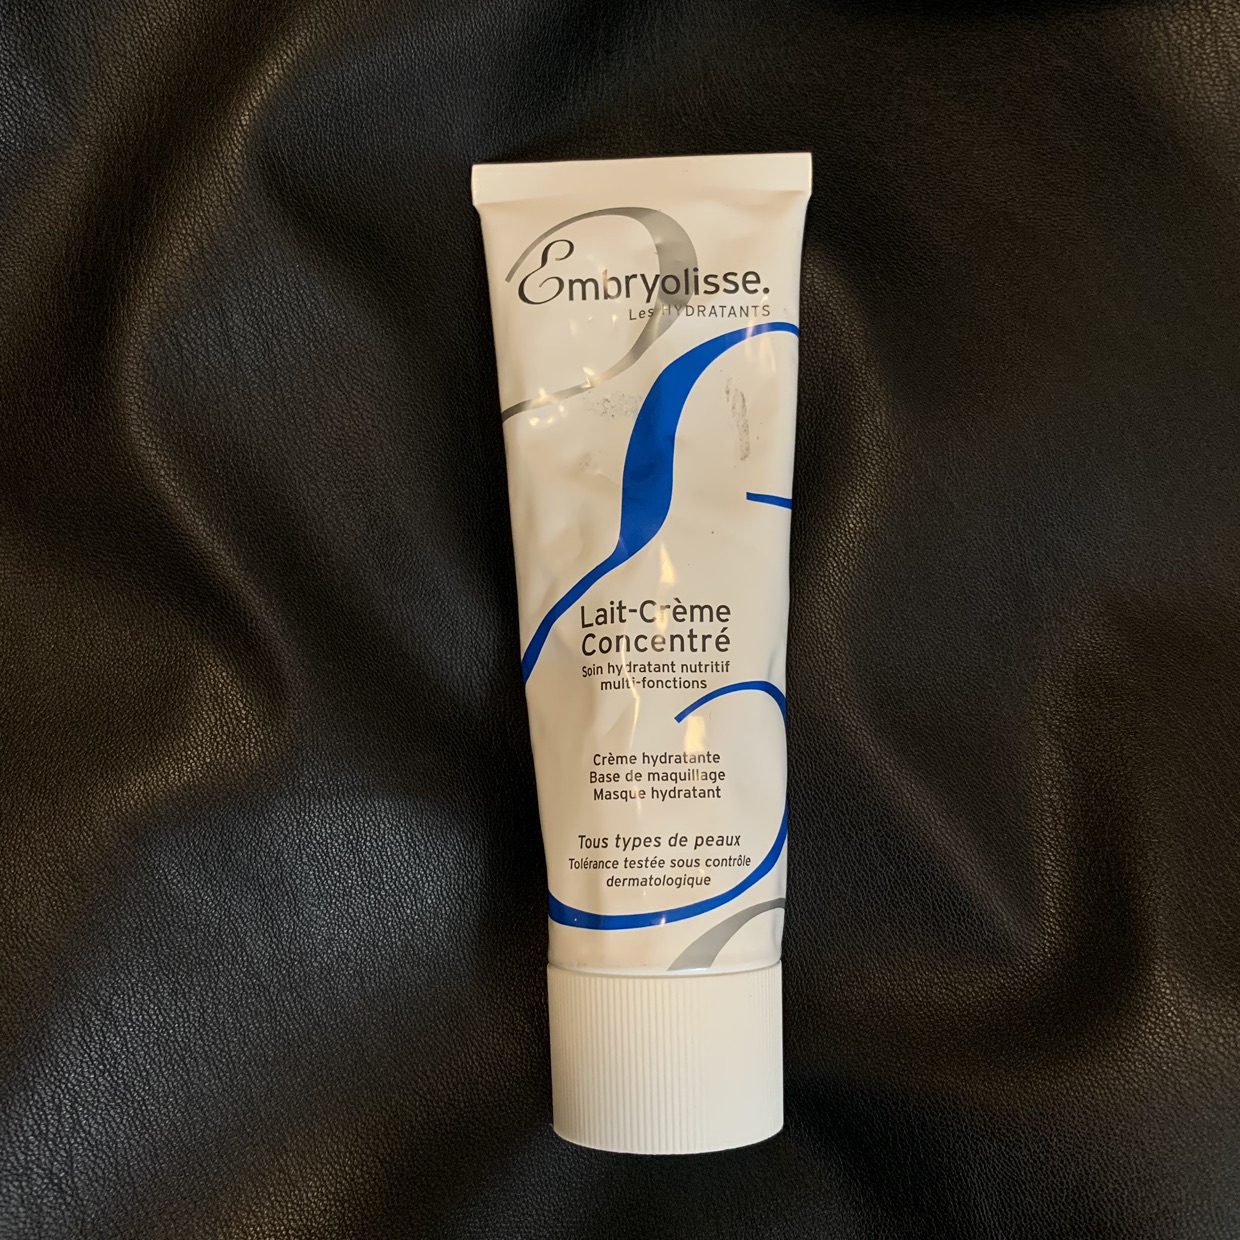 Embryolisse.
Les HYDRATANTS
Lait-Crème
Concentré
Soin hydratant nutritif
multi-fonctions
Crème hydratante
Base de maquillage
Masque hydratant
Tous types de peaux
Tolérance testée sous contrôle
dermatologique